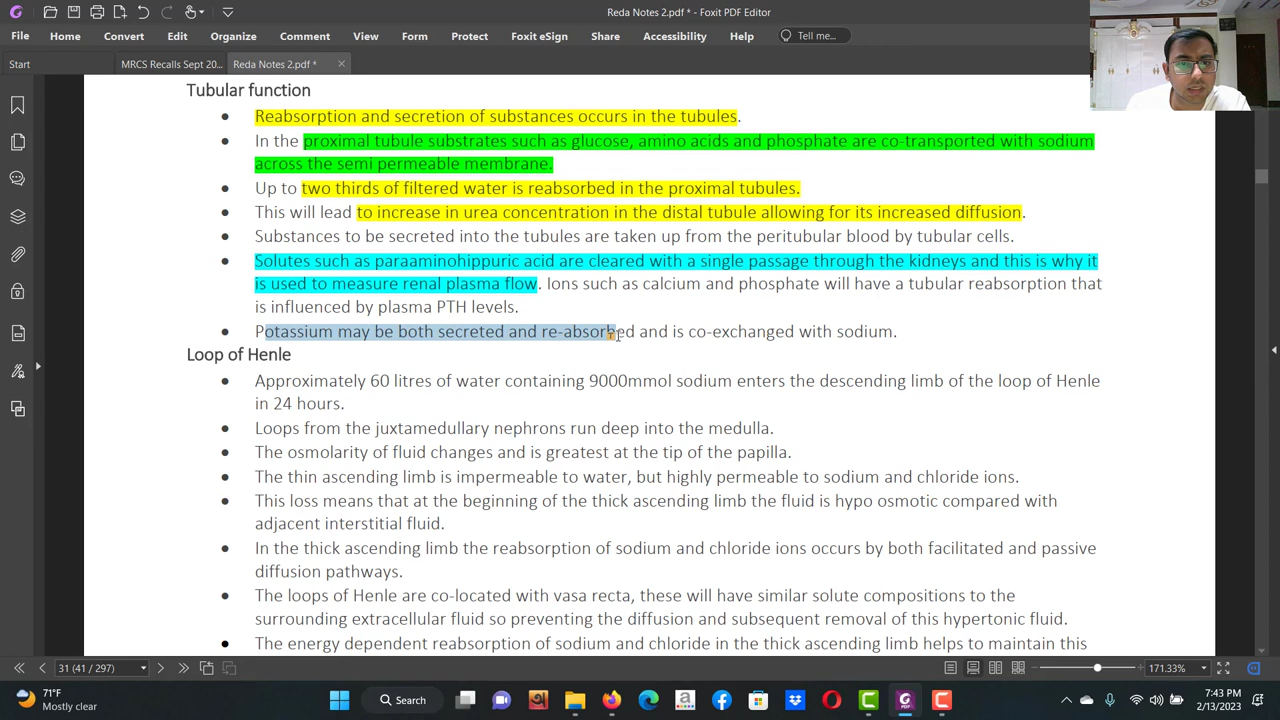 Reda Notes 2.pdf * - Foxit PDF Editor
File Home Convert Edit Organize Comment View Form Protect Foxit eSign Share Accessibility Help Tell me...
Start MRCS Recalls Sept 20... Reda Notes 2.pdf *
Tubular function
• Reabsorption and secretion of substances occurs in the tubules.
• In the proximal tubule substrates such as glucose, amino acids and phosphate are co-transported with sodium
across the semi permeable membrane.
• Up to two thirds of filtered water is reabsorbed in the proximal tubules.
• This will lead to increase in urea concentration in the distal tubule allowing for its increased diffusion.
• Substances to be secreted into the tubules are taken up from the peritubular blood by tubular cells.
• Solutes such as paraaminohippuric acid are cleared with a single passage through the kidneys and this is why it
is used to measure renal plasma flow. Ions such as calcium and phosphate will have a tubular reabsorption that
is influenced by plasma PTH levels.
• Potassium may be both secreted and re-absorbed and is co-exchanged with sodium.
Loop of Henle
• Approximately 60 litres of water containing 9000mmol sodium enters the descending limb of the loop of Henle
in 24 hours.
• Loops from the juxtamedullary nephrons run deep into the medulla.
• The osmolarity of fluid changes and is greatest at the tip of the papilla.
• The thin ascending limb is impermeable to water, but highly permeable to sodium and chloride ions.
• This loss means that at the beginning of the thick ascending limb the fluid is hypo osmotic compared with
adjacent interstitial fluid.
• In the thick ascending limb the reabsorption of sodium and chloride ions occurs by both facilitated and passive
diffusion pathways.
• The loops of Henle are co-located with vasa recta, these will have similar solute compositions to the
surrounding extracellular fluid so preventing the diffusion and subsequent removal of this hypertonic fluid.
• The energy dependent reabsorption of sodium and chloride in the thick ascending limb helps to maintain this
31 (41 / 297) 171.33%
71°F
Mostly clear
Search
7:43 PM
2/13/2023